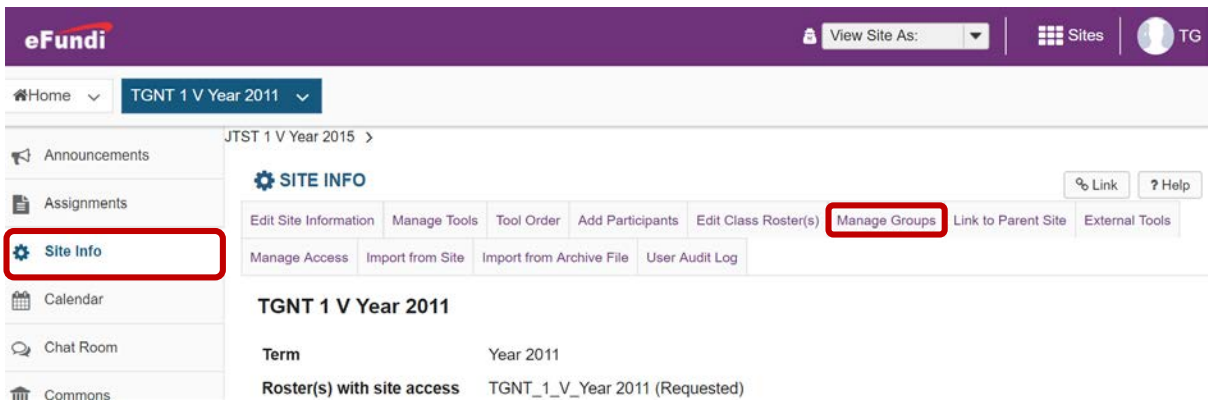 eFundi
View Site As:
Sites
TG
Home
TGNT 1 V Year 2011
Announcements
Assignments
Site Info
Calendar
Chat Room
Commons
JTST 1 V Year 2015 >
SITE INFO
Link
? Help
Edit Site Information Manage Tools Tool Order Add Participants Edit Class Roster(s) Manage Groups Link to Parent Site External Tools
Manage Access Import from Site Import from Archive File User Audit Log
TGNT 1 V Year 2011
Term Year 2011
Roster(s) with site access TGNT_1_V_Year 2011 (Requested)